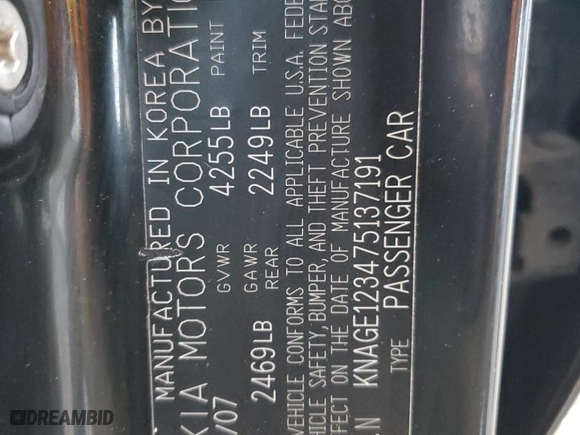 MANUFACTURED IN KOREA BY
KIA MOTORS CORPORATIO
/07 GVWR 4255LB PAINT
2469LB GAWR REAR 2249LB TRIM
VEHICLE CONFORMS TO ALL APPLICABLE U.S.A. FEDE
HICLE SAFETY, BUMPER, AND THEFT PREVENTION STAN
FFECT ON THE DATE OF MANUFACTURE SHOWN ABO
N KNAGE123475137191
TYPE PASSENGER CAR
DREAMBID